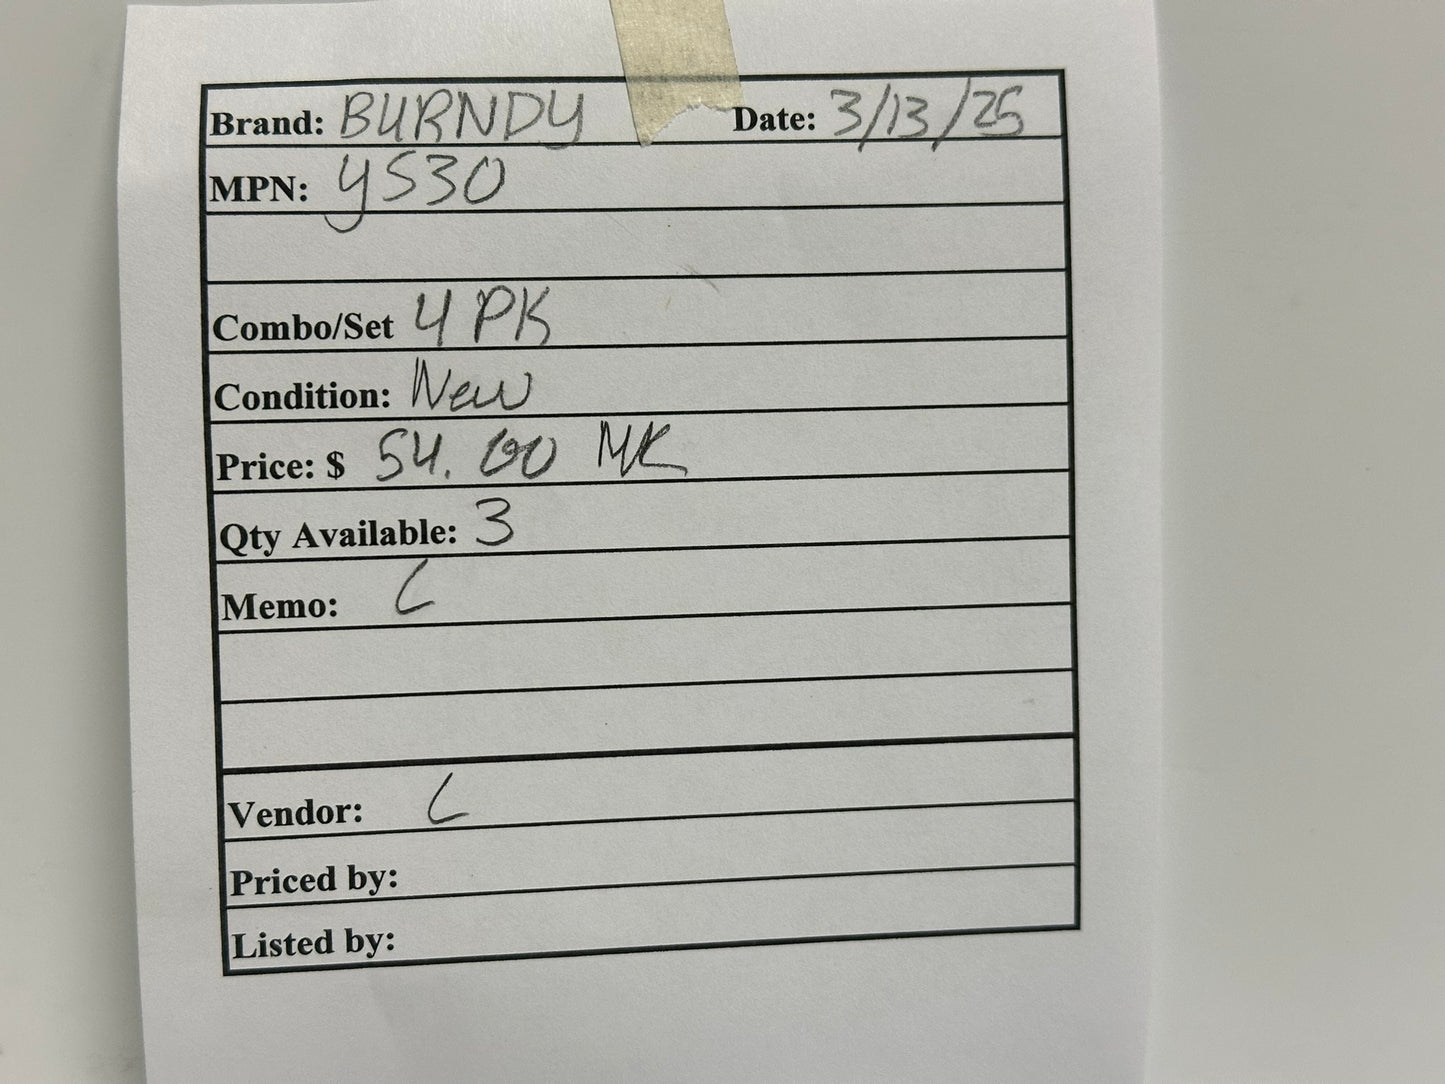 Brand: BURNDY Date: 3/13/25
MPN: YS30
Combo/Set 4 PK
Condition: New
Price: $ 54.00 MK
Qty Available: 3
Memo: C
Vendor: C
Priced by:
Listed by: